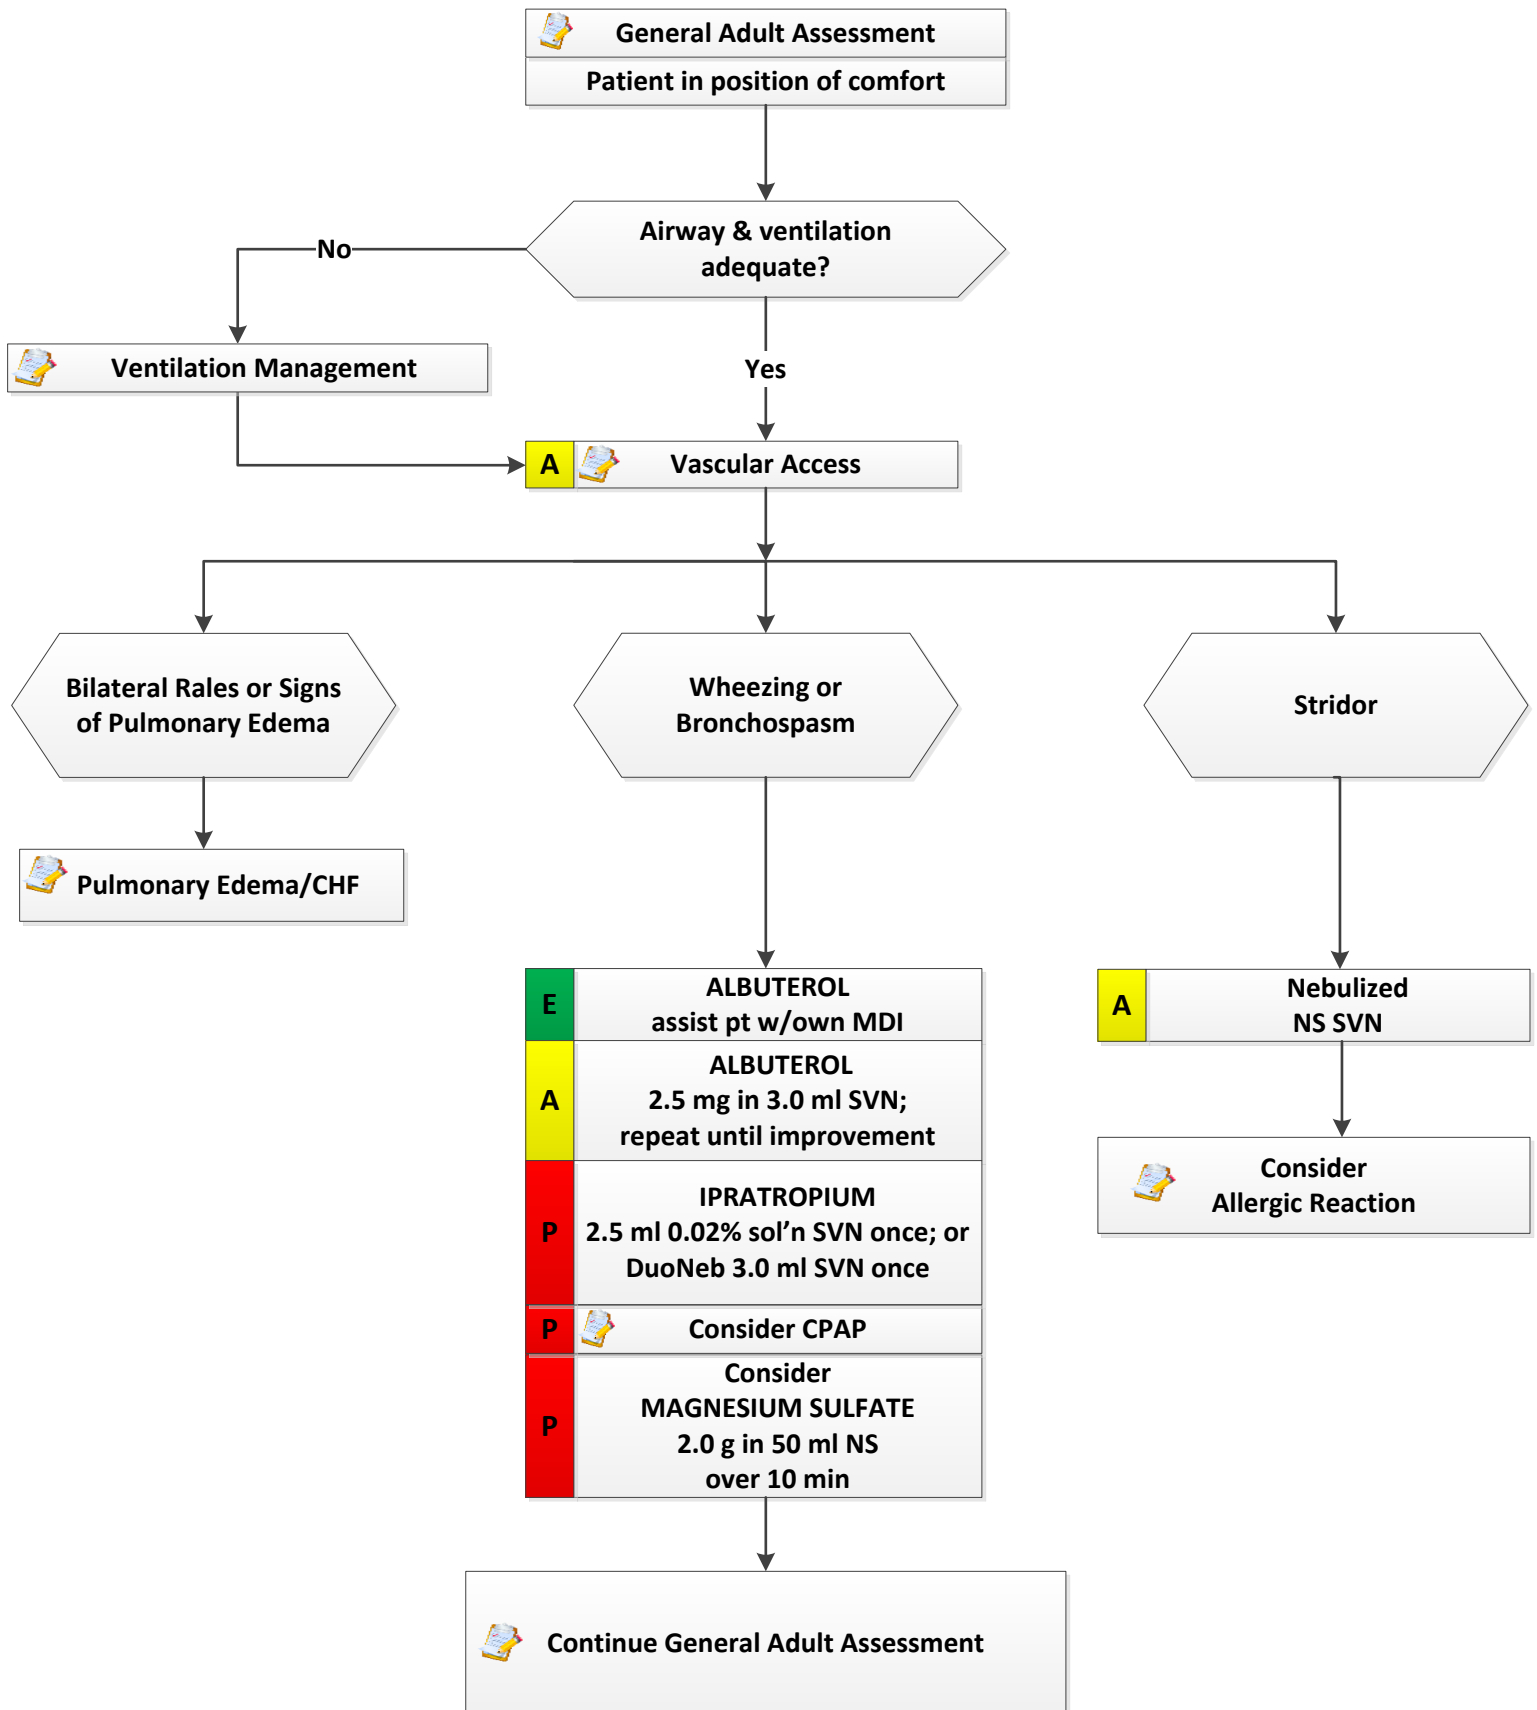 General Adult Assessment
Patient in position of comfort
Airway & ventilation
adequate?
No
Ventilation Management
Yes
A
Vascular Access
Bilateral Rales or Signs
of Pulmonary Edema
Wheezing or
Bronchospasm
Stridor
Pulmonary Edema/CHF
E
ALBUTEROL
assist pt w/own MDI
A
ALBUTEROL
2.5 mg in 3.0 ml SVN;
repeat until improvement
P
IPRATROPIUM
2.5 ml 0.02% sol’n SVN once; or
DuoNeb 3.0 ml SVN once
P
Consider CPAP
P
Consider
MAGNESIUM SULFATE
2.0 g in 50 ml NS
over 10 min
A
Nebulized
NS SVN
Consider
Allergic Reaction
Continue General Adult Assessment